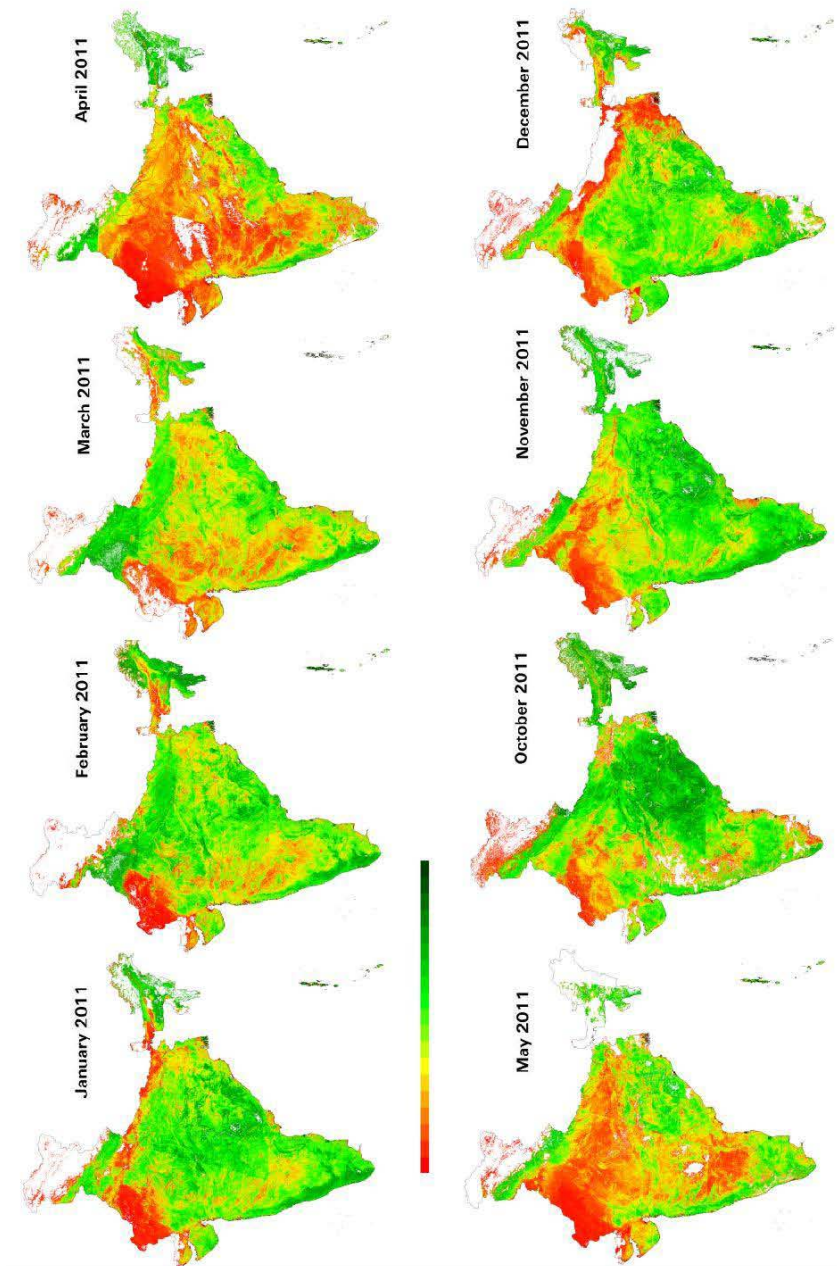 January 2011
February 2011
March 2011
April 2011
May 2011
October 2011
November 2011
December 2011